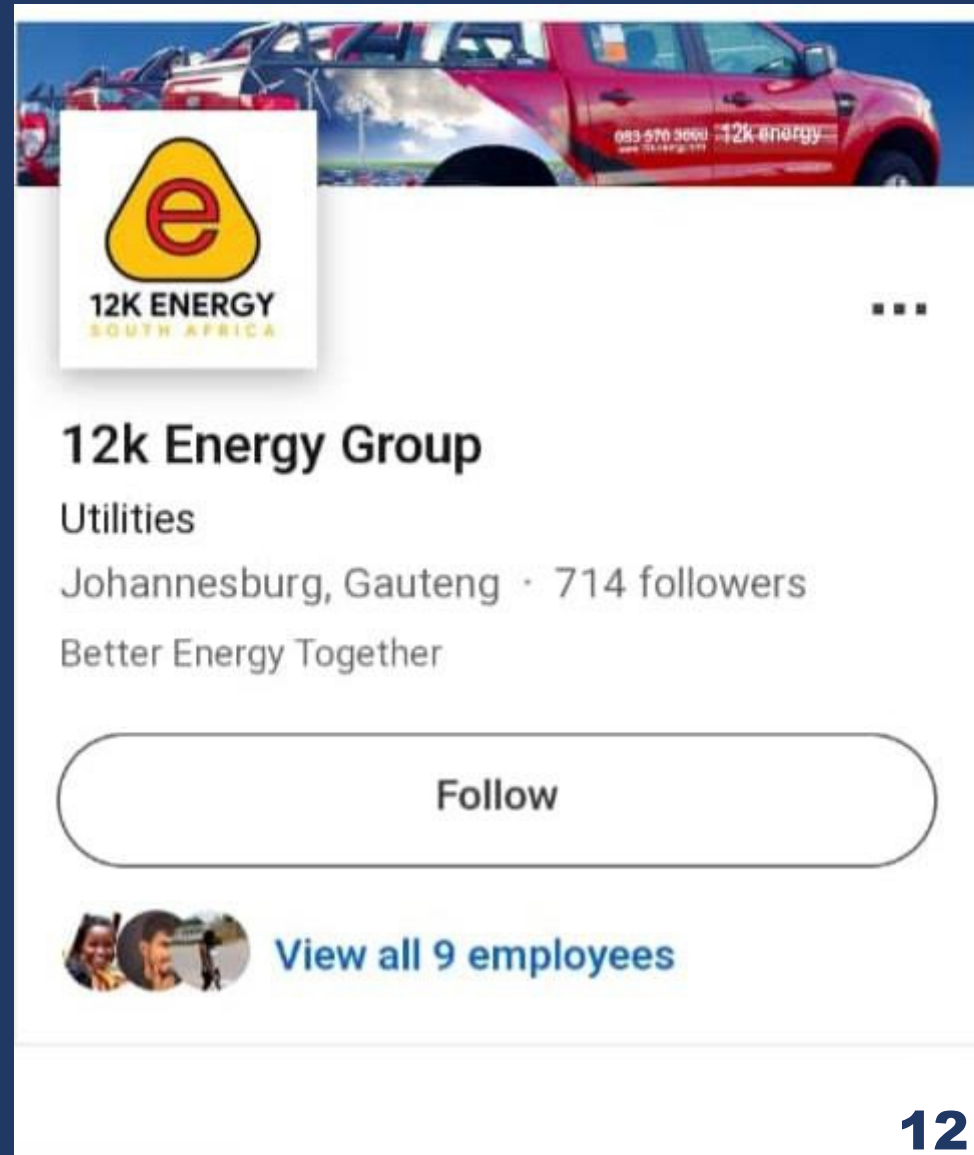 12k energy
e
12K ENERGY
SOUTH AFRICA
12k Energy Group
Utilities
Johannesburg, Gauteng · 714 followers
Better Energy Together
Follow
View all 9 employees
12